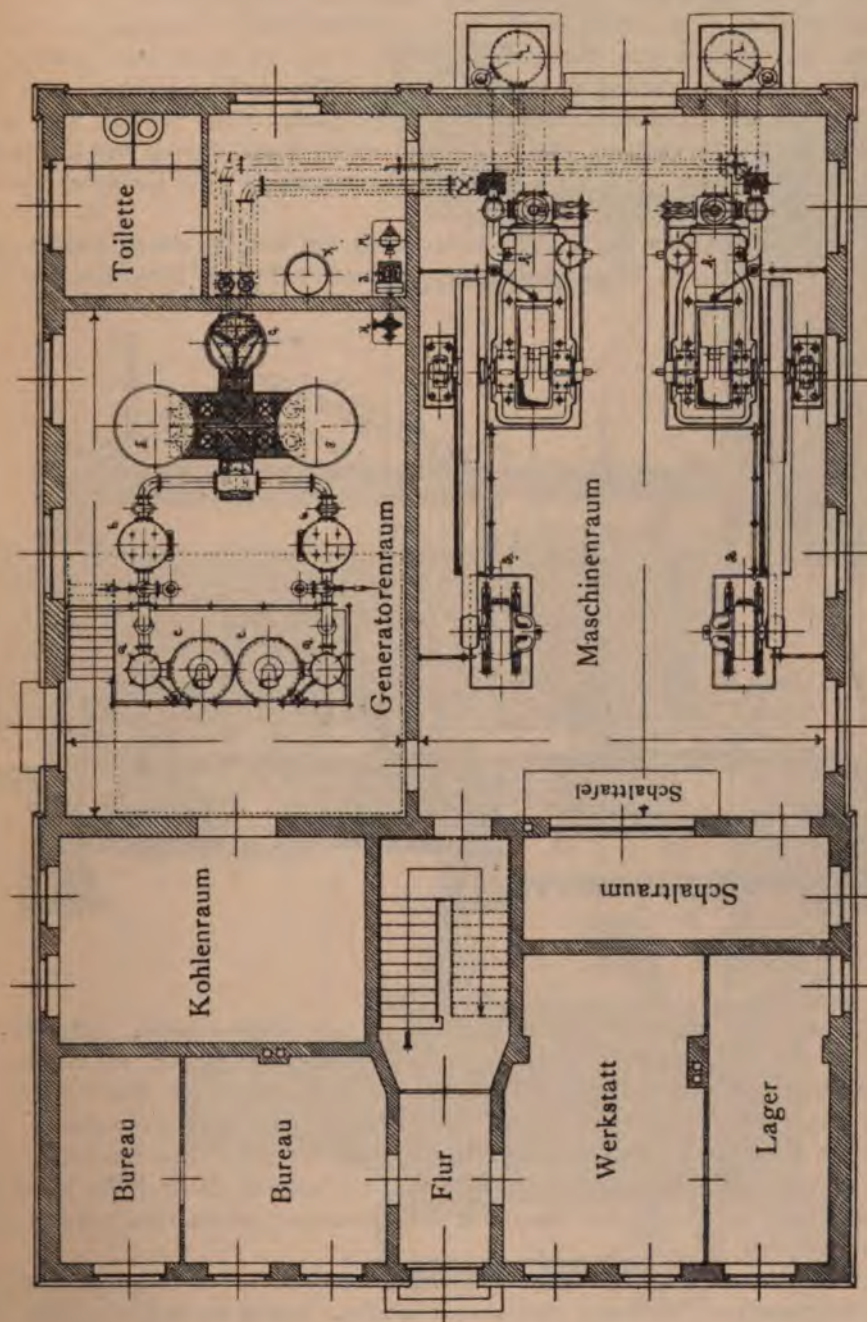 Toilette
Generatorenraum
Maschinenraum
Schalttafel
Kohlenraum
Schaltraum
Bureau
Bureau
Flur
Werkstatt
Lager